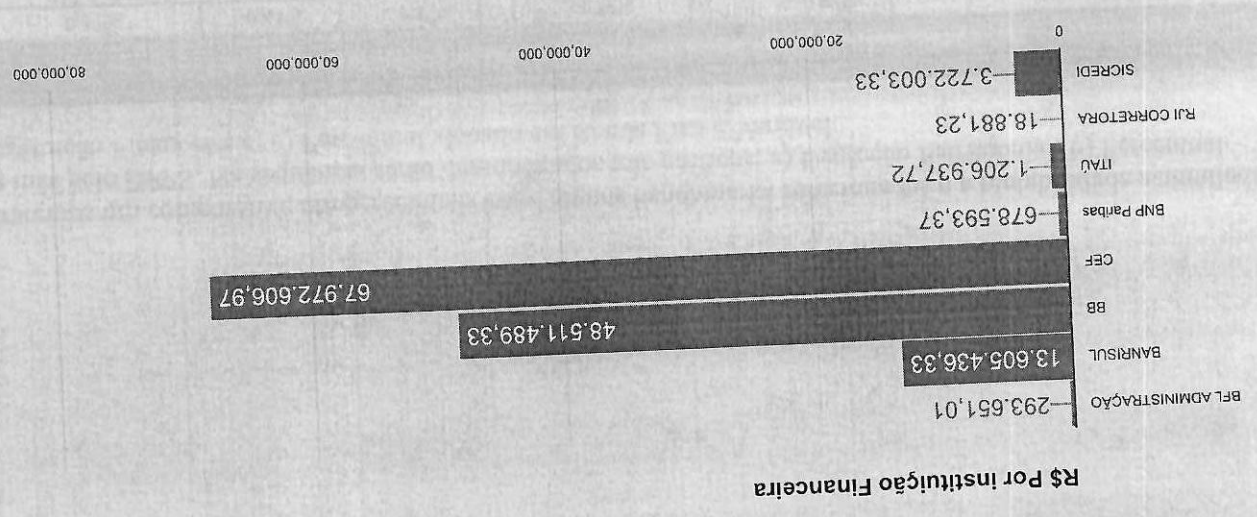 R$ Por instituição Financeira
BFL ADMINISTRAÇÃO 293.651,01
BANRISUL 13.605.436,33
BB 48.511.489,33
CEF 67.972.606,97
BNP Paribas 678.593,37
ITAÚ 1.206.937,72
RJI CORRETORA 18.881,23
SICREDI 3.722.003,33
0 20,000,000 40,000,000 60,000,000 80,000,000